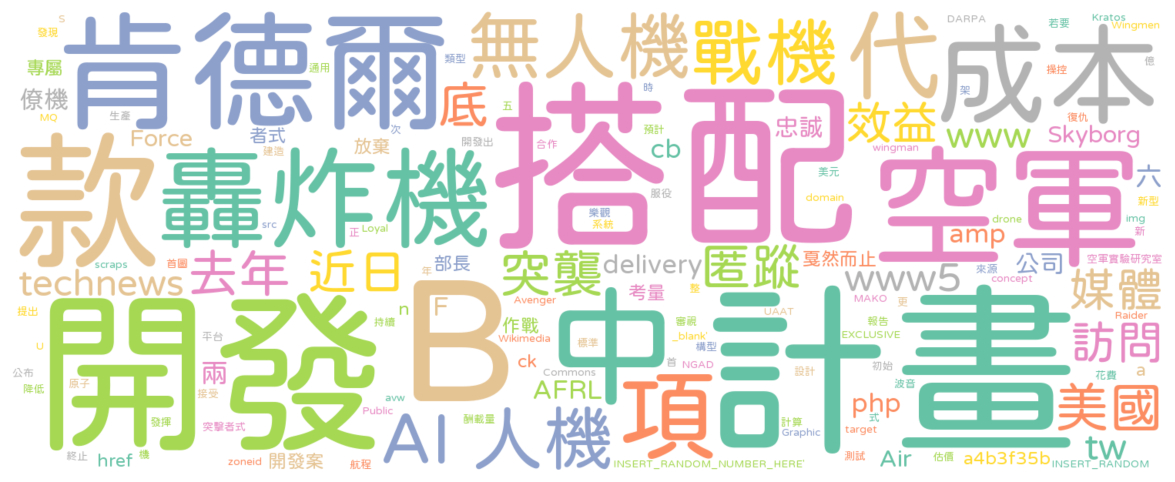 S
DARPA
Kratos
發現
肯德爾
無人機
戰機
代
成本
若要
Wingmen
類型
通用
億
專屬
操控
僚機
底
時
架
MQ
生產
五
搭配
忠誠
效益
www
復仇
Force
者式
次
開發出
預計
Skyborg
款
轟炸機
建造
放棄
合作
cb
wingman
空軍
六
服役
美元
domain
新型
樂觀
src
正
Loyal
系統
drone
img
新
scraps
首圖
去年
近日
部長
突襲
delivery
匿蹤
amp
戛然而止
來源
公司
空軍實驗研究室
technews
年
n
F
Avenger
考量
整
www5
concept
媒體
提出
開發
B
中
計畫
持續
作戰
審視
UAAT
MAKO
更
Raider
U
平台
Wikimedia
_blank'
報告
標準
構型
EXCLUSIVE
訪問
公布
兩
ck
Commons
首
NGAD
設計
初始
降低
原子
接受
AFRL
波音
花費
a
avw
項
php
美國
Public
酬載量
發揮
突擊者式
AI
人機
計算
式
Graphic
target
tw
終止
href
機
zoneid
開發案
航程
INSERT_RANDOM_NUMBER_HERE'
測試
Air
估價
a4b3f35b
INSERT_RANDOM